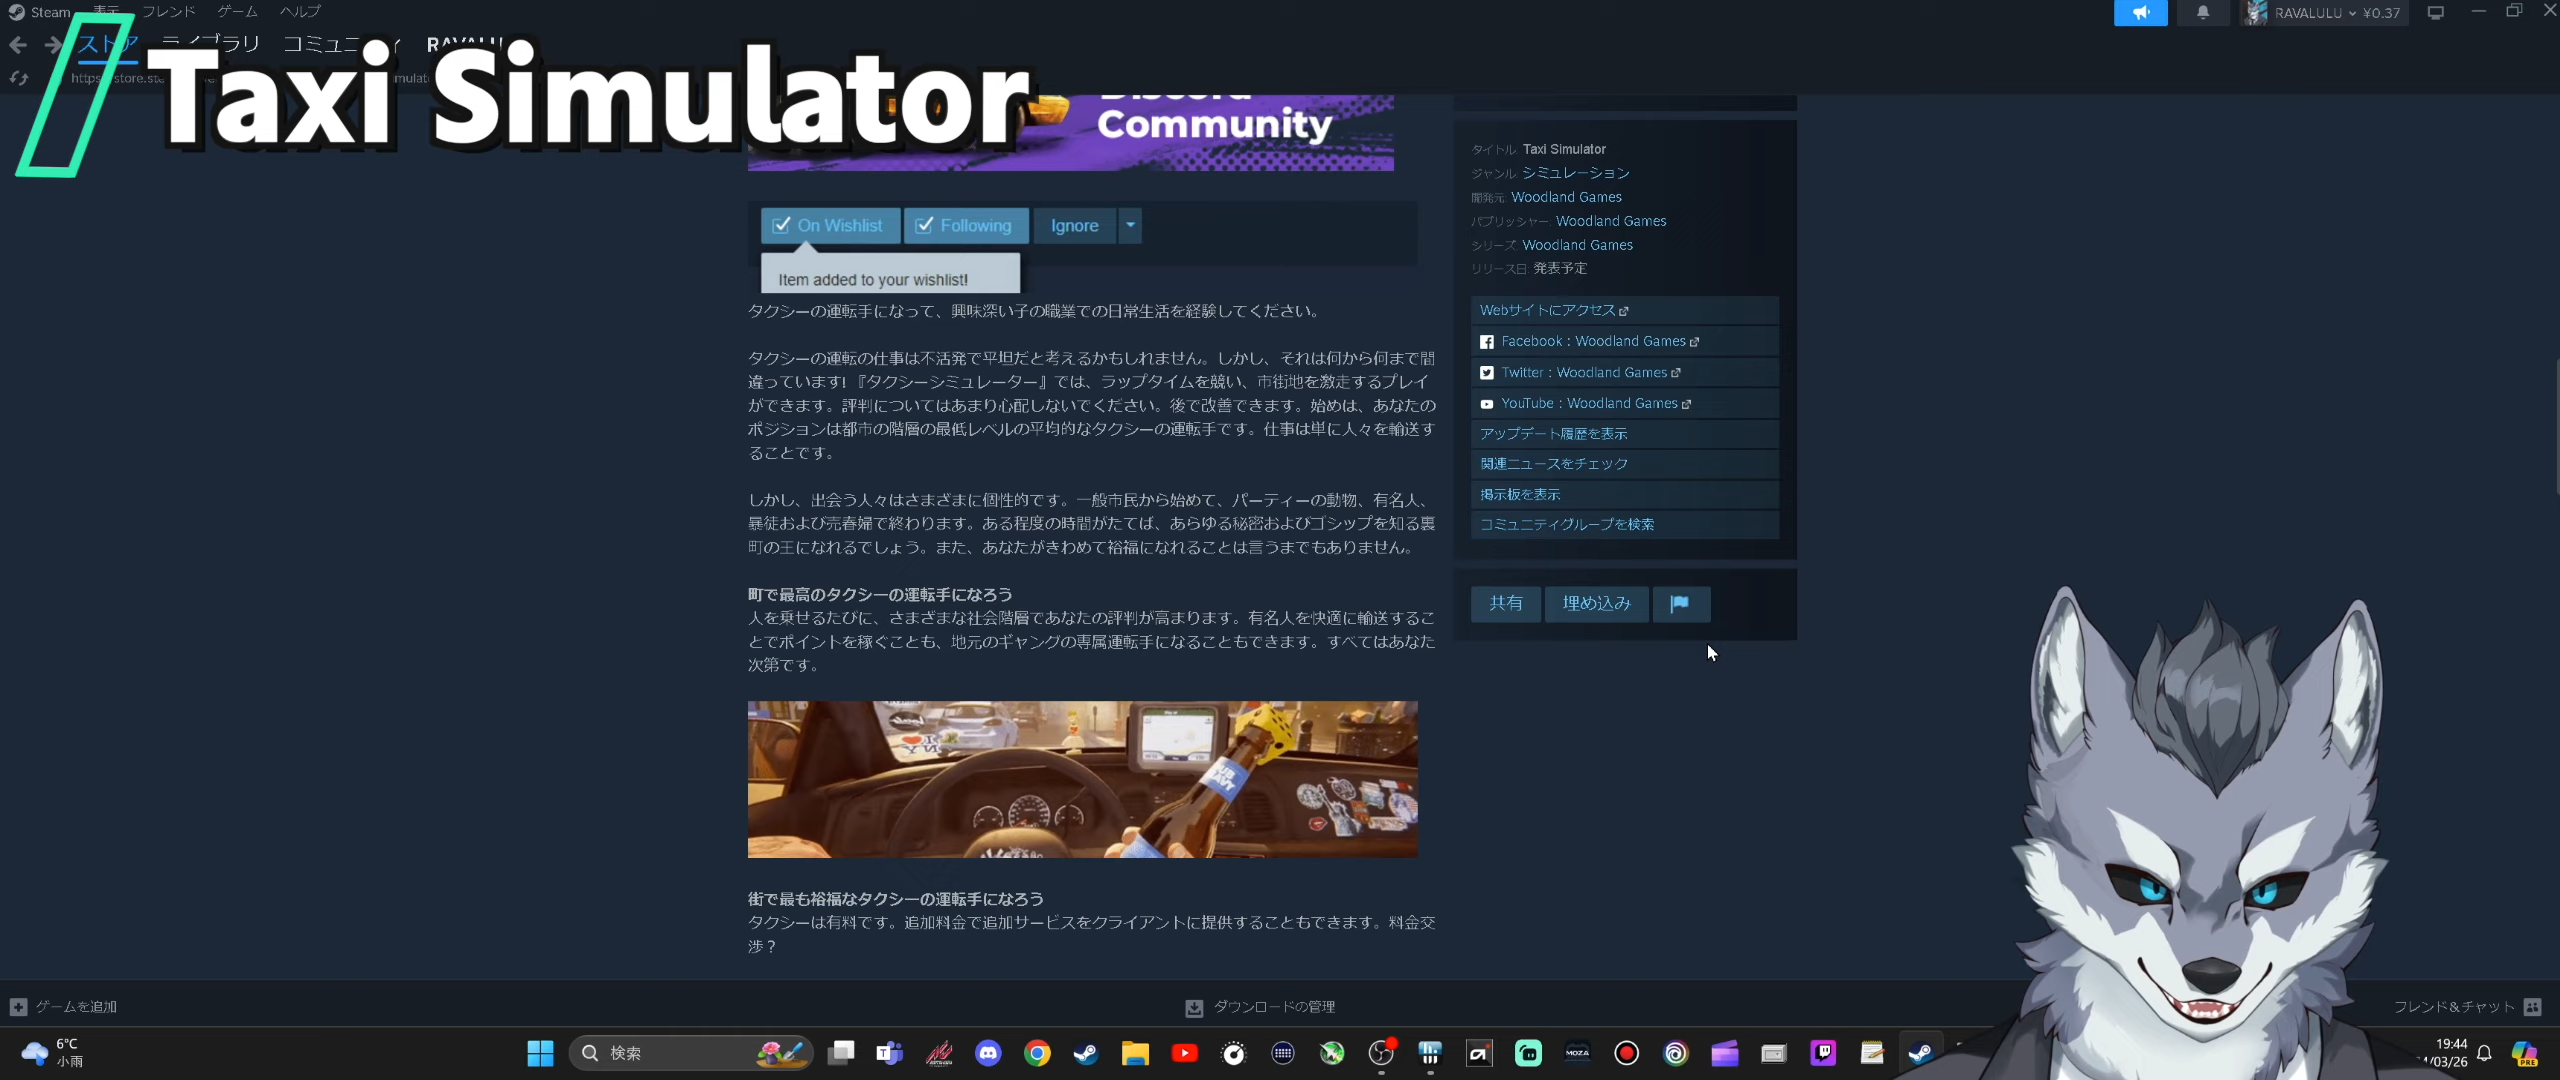 Steam 表示 フレンド ゲーム ヘルプ
RAVALULU ¥0.37
ストア ライブラリ コミュニティ RAVALU
Taxi Simulator
Community
On Wishlist Following Ignore
Item added to your wishlist!
タクシーの運転手になって、興味深い子の職業での日常生活を経験してください。
タクシーの運転の仕事は不活発で平坦だと考えるかもしれません。しかし、それは何から何まで間
違っています! 『タクシーシミュレーター』では、ラップタイムを競い、市街地を激走するプレイ
ができます。評判についてはあまり心配しないでください。後で改善できます。始めは、あなたの
ポジションは都市の階層の最低レベルの平均的なタクシーの運転手です。仕事は単に人々を輸送す
ることです。
しかし、出会う人々はさまざまに個性的です。一般市民から始めて、パーティーの動物、有名人、
暴徒および売春婦で終わります。ある程度の時間がたてば、あらゆる秘密およびゴシップを知る裏
町の王になれるでしょう。また、あなたがきわめて裕福になれることは言うまでもありません。
町で最高のタクシーの運転手になろう
人を乗せるたびに、さまざまな社会階層であなたの評判が高まります。有名人を快適に輸送するこ
とでポイントを稼ぐことも、地元のギャングの専属運転手になることもできます。すべてはあなた
次第です。
街で最も裕福なタクシーの運転手になろう
タクシーは有料です。追加料金で追加サービスをクライアントに提供することもできます。料金交
渉？
タイトル: Taxi Simulator
ジャンル: シミュレーション
開発元: Woodland Games
パブリッシャー: Woodland Games
シリーズ: Woodland Games
リリース日: 発表予定
Webサイトにアクセス
Facebook : Woodland Games
Twitter : Woodland Games
YouTube : Woodland Games
アップデート履歴を表示
関連ニュースをチェック
掲示板を表示
コミュニティグループを検索
共有 埋め込み
ゲームを追加
ダウンロードの管理
フレンド＆チャット
6°C
小雨
検索
MOZA
19:44
4/03/26
PRE